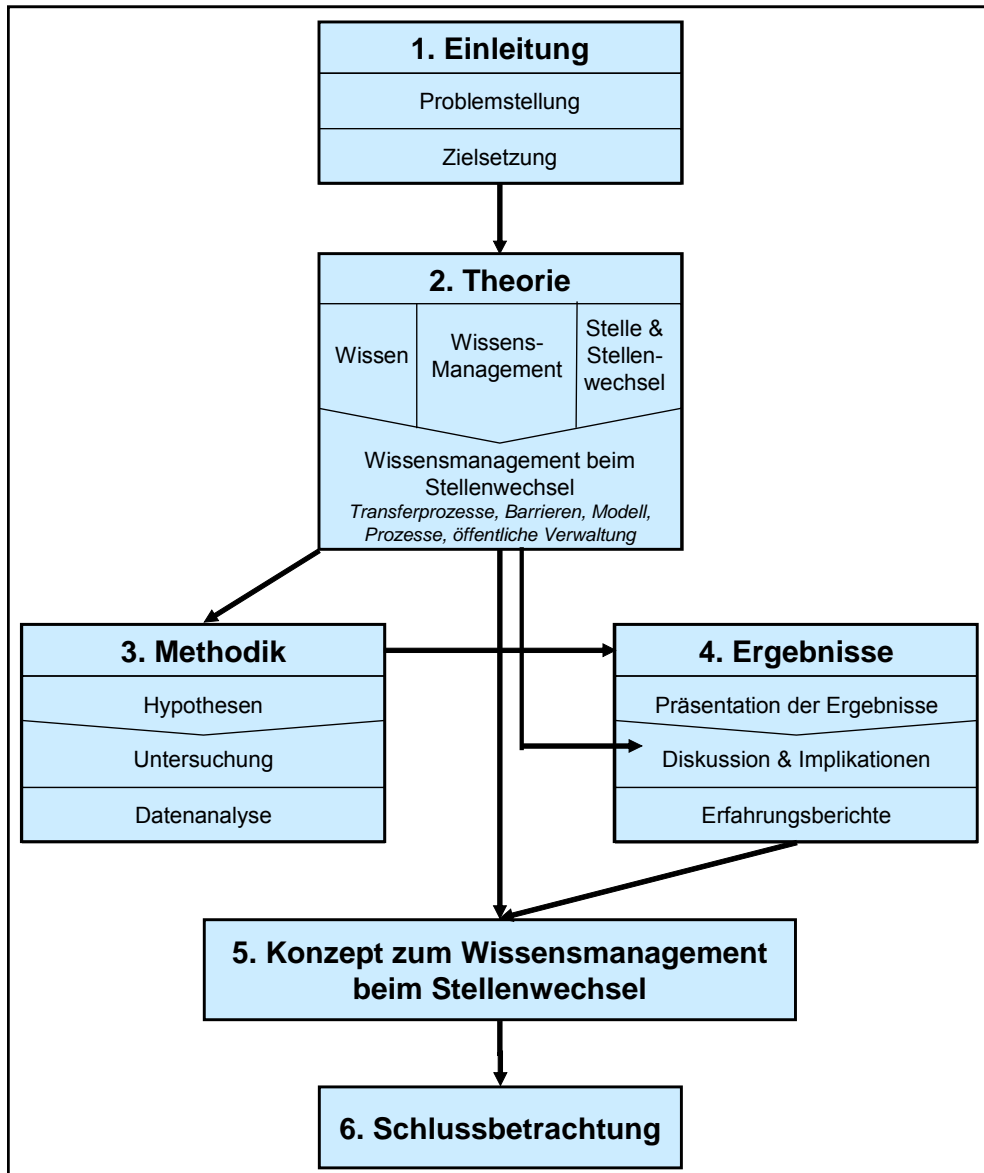 1. Einleitung
Problemstellung
Zielsetzung
2. Theorie
Wissen
Wissens-
Management
Stelle &
Stellen-
wechsel
Wissensmanagement beim
Stellenwechsel
Transferprozesse, Barrieren, Modell,
Prozesse, öffentliche Verwaltung
3. Methodik
Hypothesen
Untersuchung
Datenanalyse
4. Ergebnisse
Präsentation der Ergebnisse
Diskussion & Implikationen
Erfahrungsberichte
5. Konzept zum Wissensmanagement
beim Stellenwechsel
6. Schlussbetrachtung